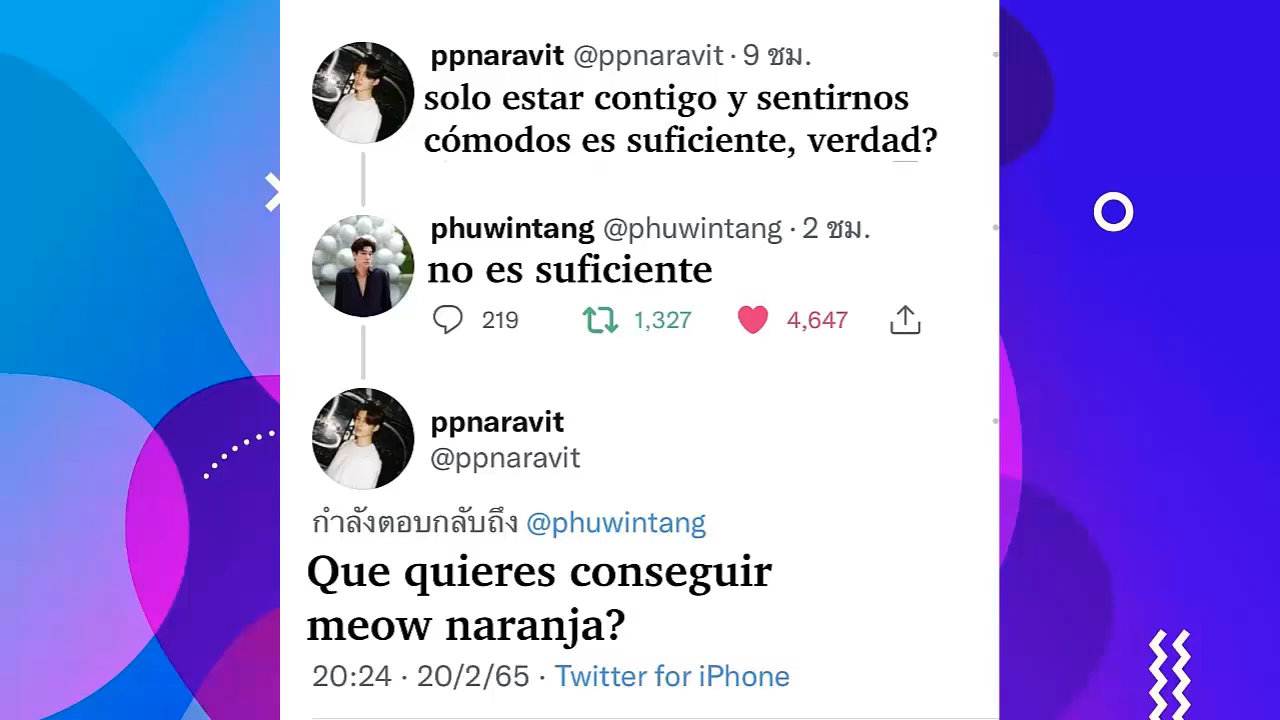 ppnaravit @ppnaravit · 9 ชม.
solo estar contigo y sentirnos
cómodos es suficiente, verdad?
phuwintang @phuwintang · 2 ชม.
no es suficiente
219 1,327 4,647
ppnaravit
@ppnaravit
กำลังตอบกลับถึง @phuwintang
Que quieres conseguir
meow naranja?
20:24 · 20/2/65 · Twitter for iPhone